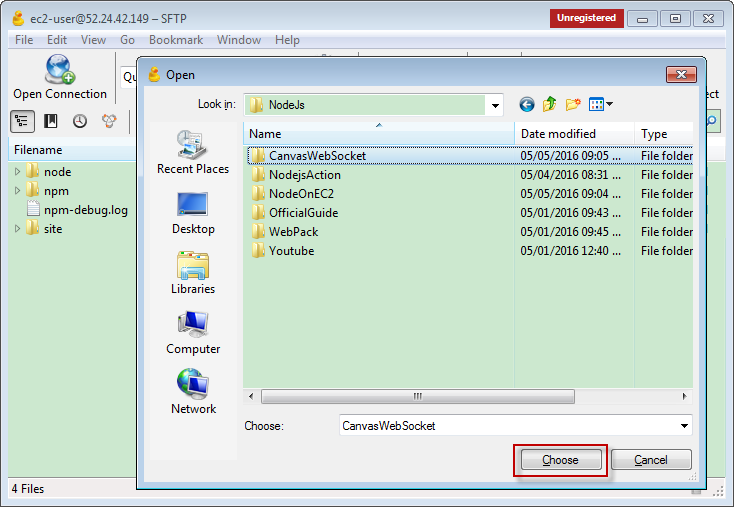 ec2-user@52.24.42.149 – SFTP
Unregistered
File Edit View Go Bookmark Window Help
Open Connection
Qu
ct
Filename
node
npm
npm-debug.log
site
4 Files
Open
Look in: NodeJs
Recent Places
Desktop
Libraries
Computer
Network
Name Date modified Type
CanvasWebSocket 05/05/2016 09:05 ... File folder
NodejsAction 05/04/2016 08:31 ... File folder
NodeOnEC2 05/05/2016 09:04 ... File folder
OfficialGuide 05/01/2016 09:43 ... File folder
WebPack 05/01/2016 09:45 ... File folder
Youtube 05/01/2016 12:40 ... File folder
Choose: CanvasWebSocket
Choose Cancel